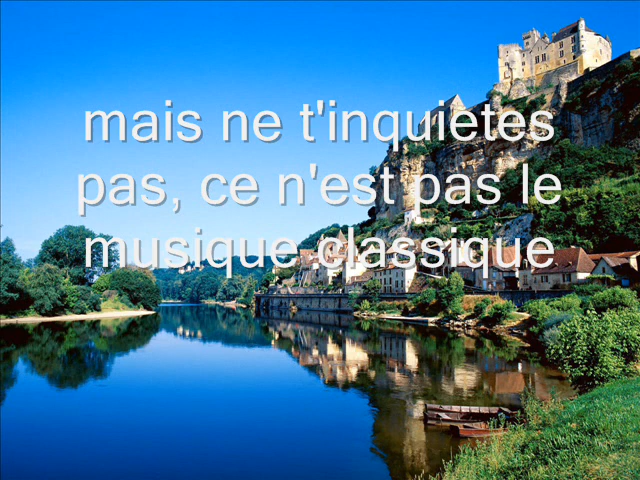 mais ne t'inquietes
pas, ce n'est pas le
musique classique